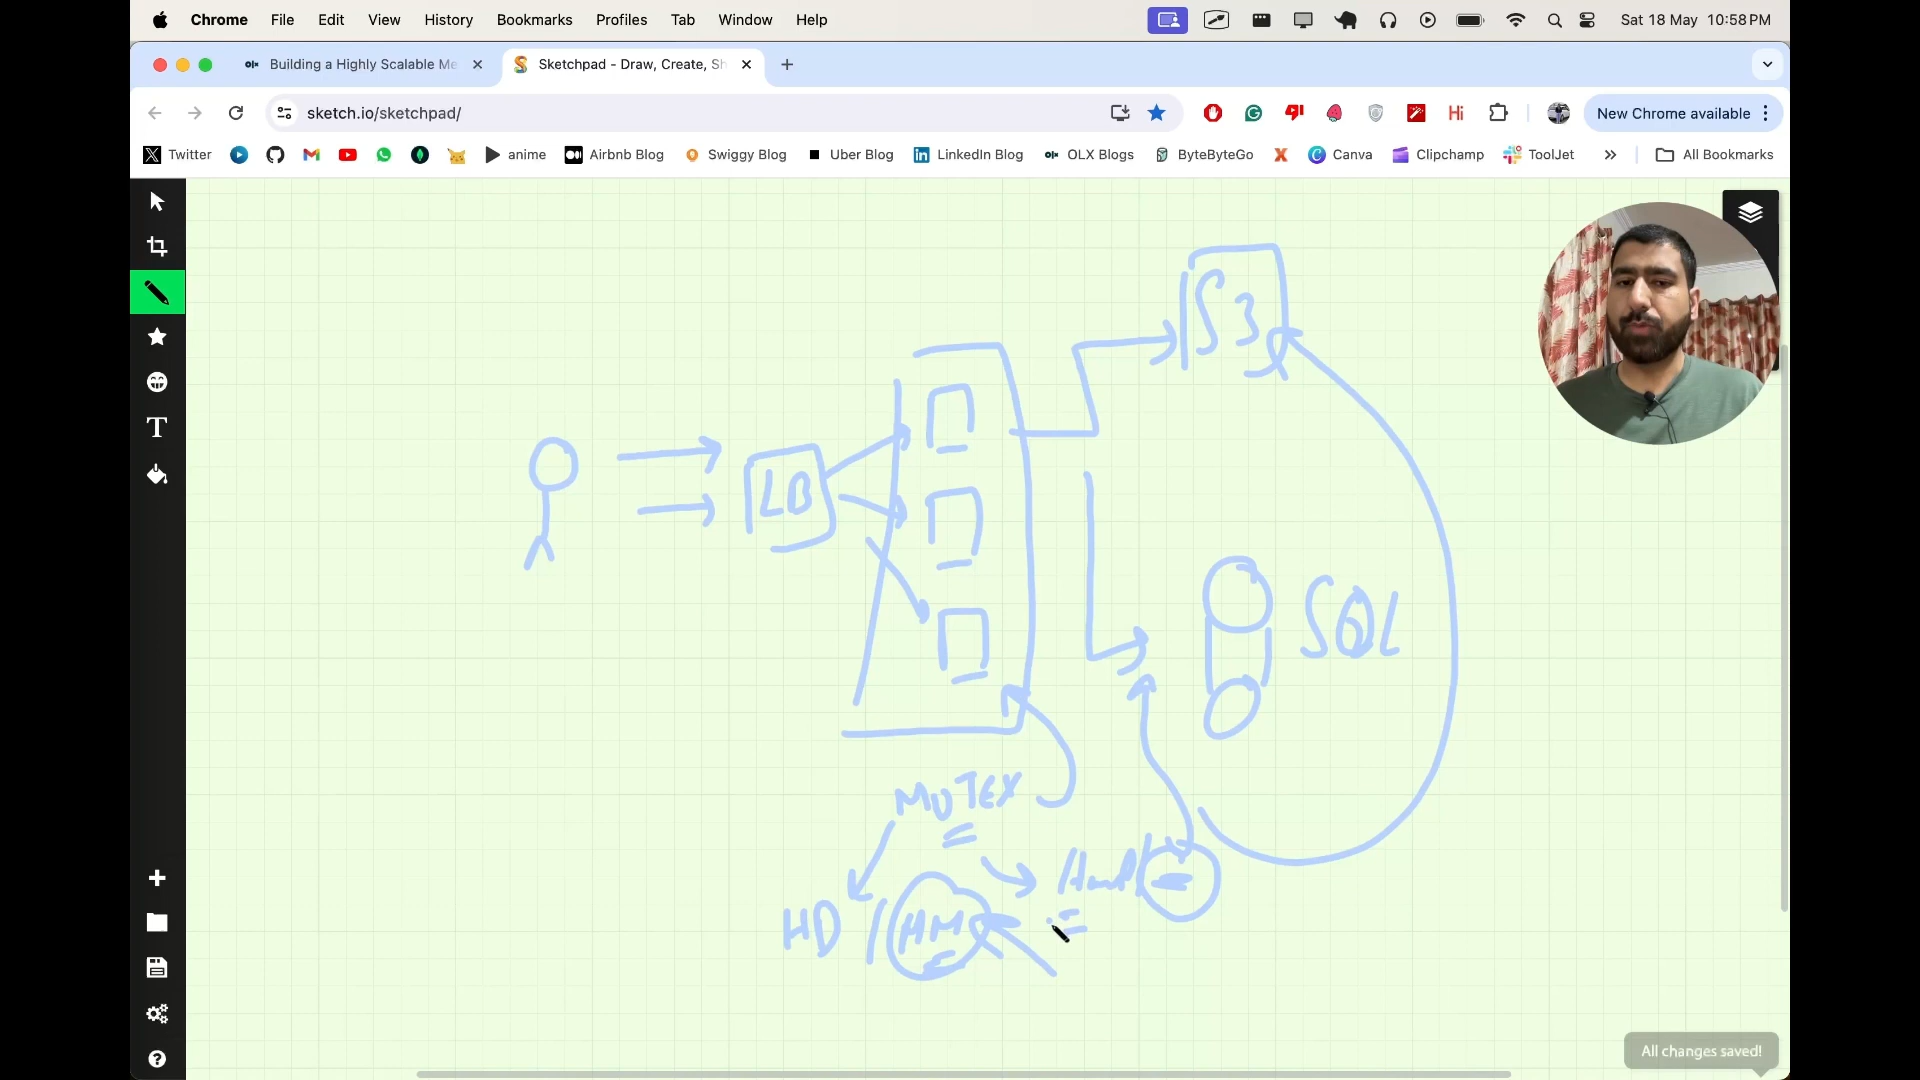 Chrome File Edit View History Bookmarks Profiles Tab Window Help Sat 18 May 10:58 PM
olx Building a Highly Scalable Me Sketchpad - Draw, Create, Sh
sketch.io/sketchpad/ Hi New Chrome available
Twitter anime Airbnb Blog Swiggy Blog Uber Blog LinkedIn Blog olx OLX Blogs ByteByteGo Canva Clipchamp ToolJet All Bookmarks
S3
LB
SQL
MUTEX
HD / HM
All changes saved!